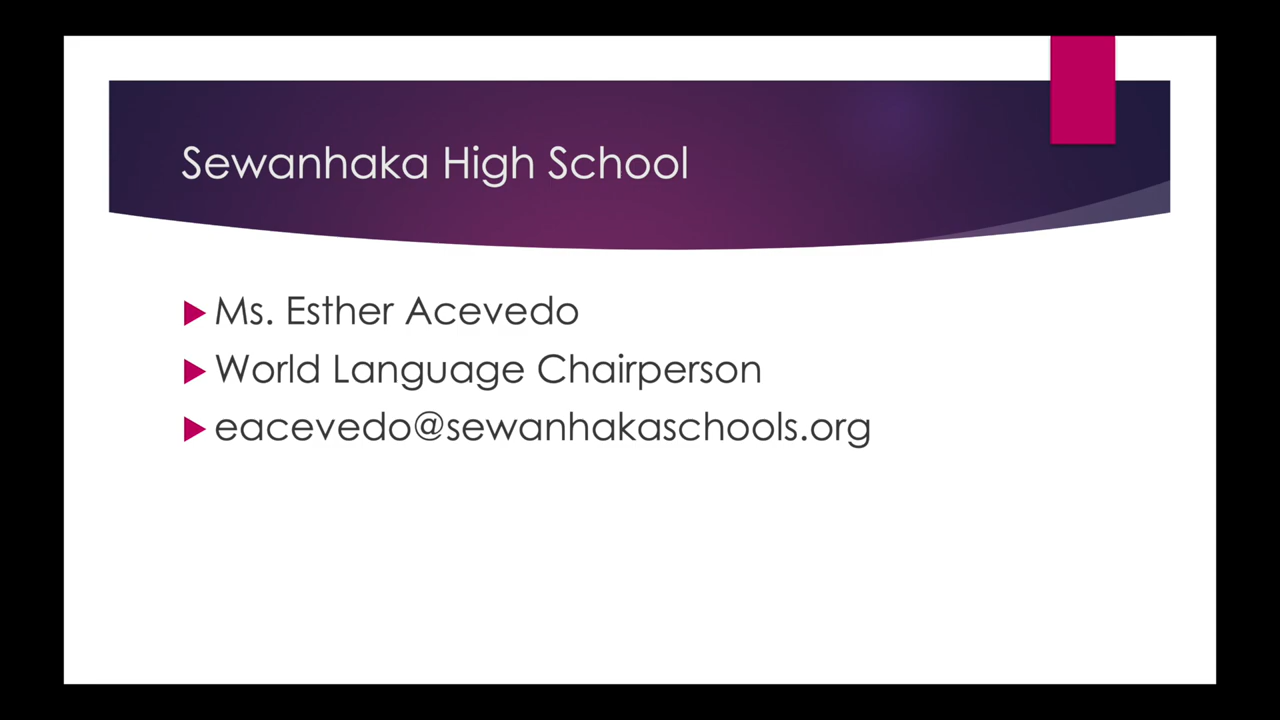 Sewanhaka High School
Ms. Esther Acevedo
World Language Chairperson
eacevedo@sewanhakaschools.org